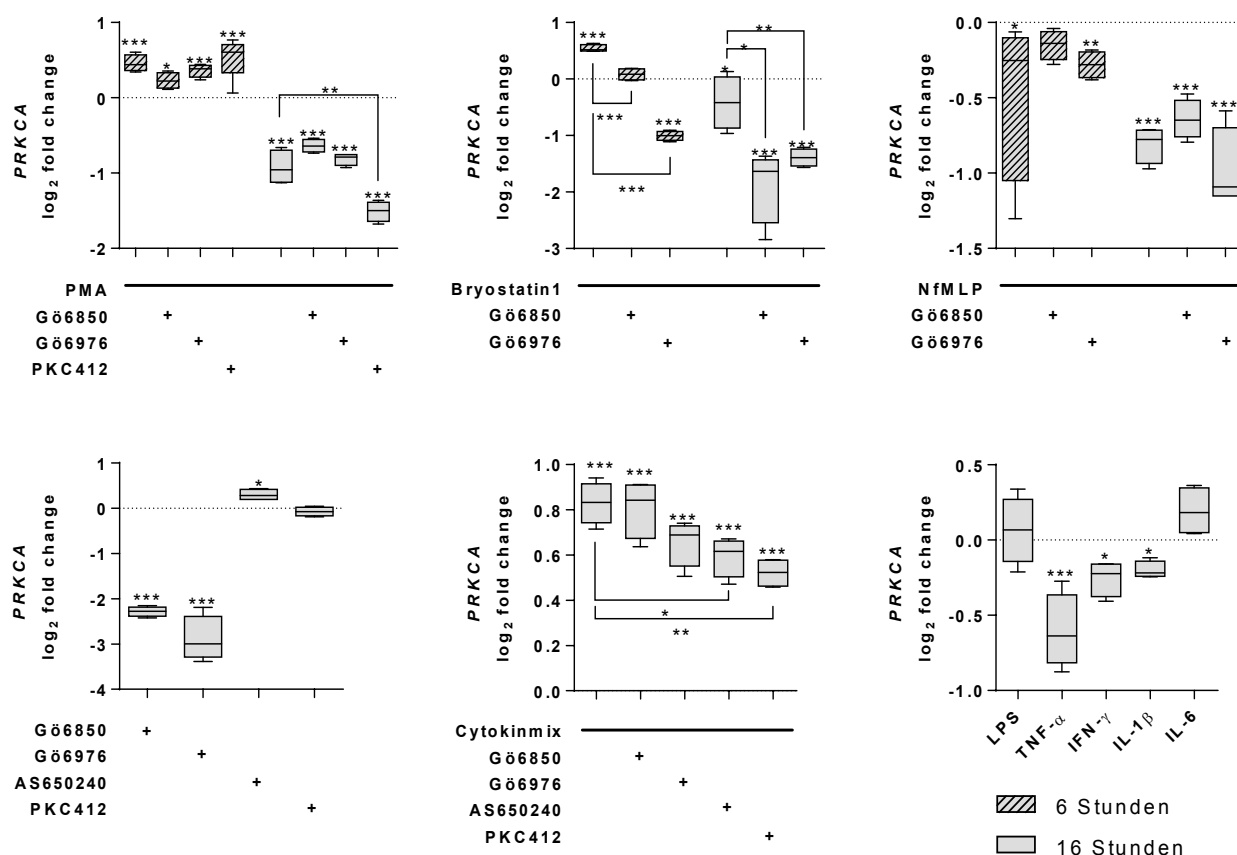 PRKCA
log2 fold change
1
0
-1
-2
***
*
***
***
***
***
***
***
**
PMA
Gö6850 + +
Gö6976 + +
PKC412 + +
PRKCA
log2 fold change
1
0
-1
-2
-3
***
***
***
***
*
***
***
*
**
Bryostatin1
Gö6850 + +
Gö6976 + +
PRKCA
log2 fold change
0.0
-0.5
-1.0
-1.5
*
**
***
***
***
NfMLP
Gö6850 + +
Gö6976 + +
PRKCA
log2 fold change
1
0
-1
-2
-3
-4
***
***
*
Gö6850 +
Gö6976 +
AS650240 +
PKC412 +
PRKCA
log2 fold change
1.0
0.8
0.6
0.4
0.2
0.0
***
***
***
***
***
*
**
Cytokinmix
Gö6850 +
Gö6976 +
AS650240 +
PKC412 +
PRKCA
log2 fold change
0.5
0.0
-0.5
-1.0
***
*
*
LPS
TNF-α
IFN-γ
IL-1β
IL-6
6 Stunden
16 Stunden